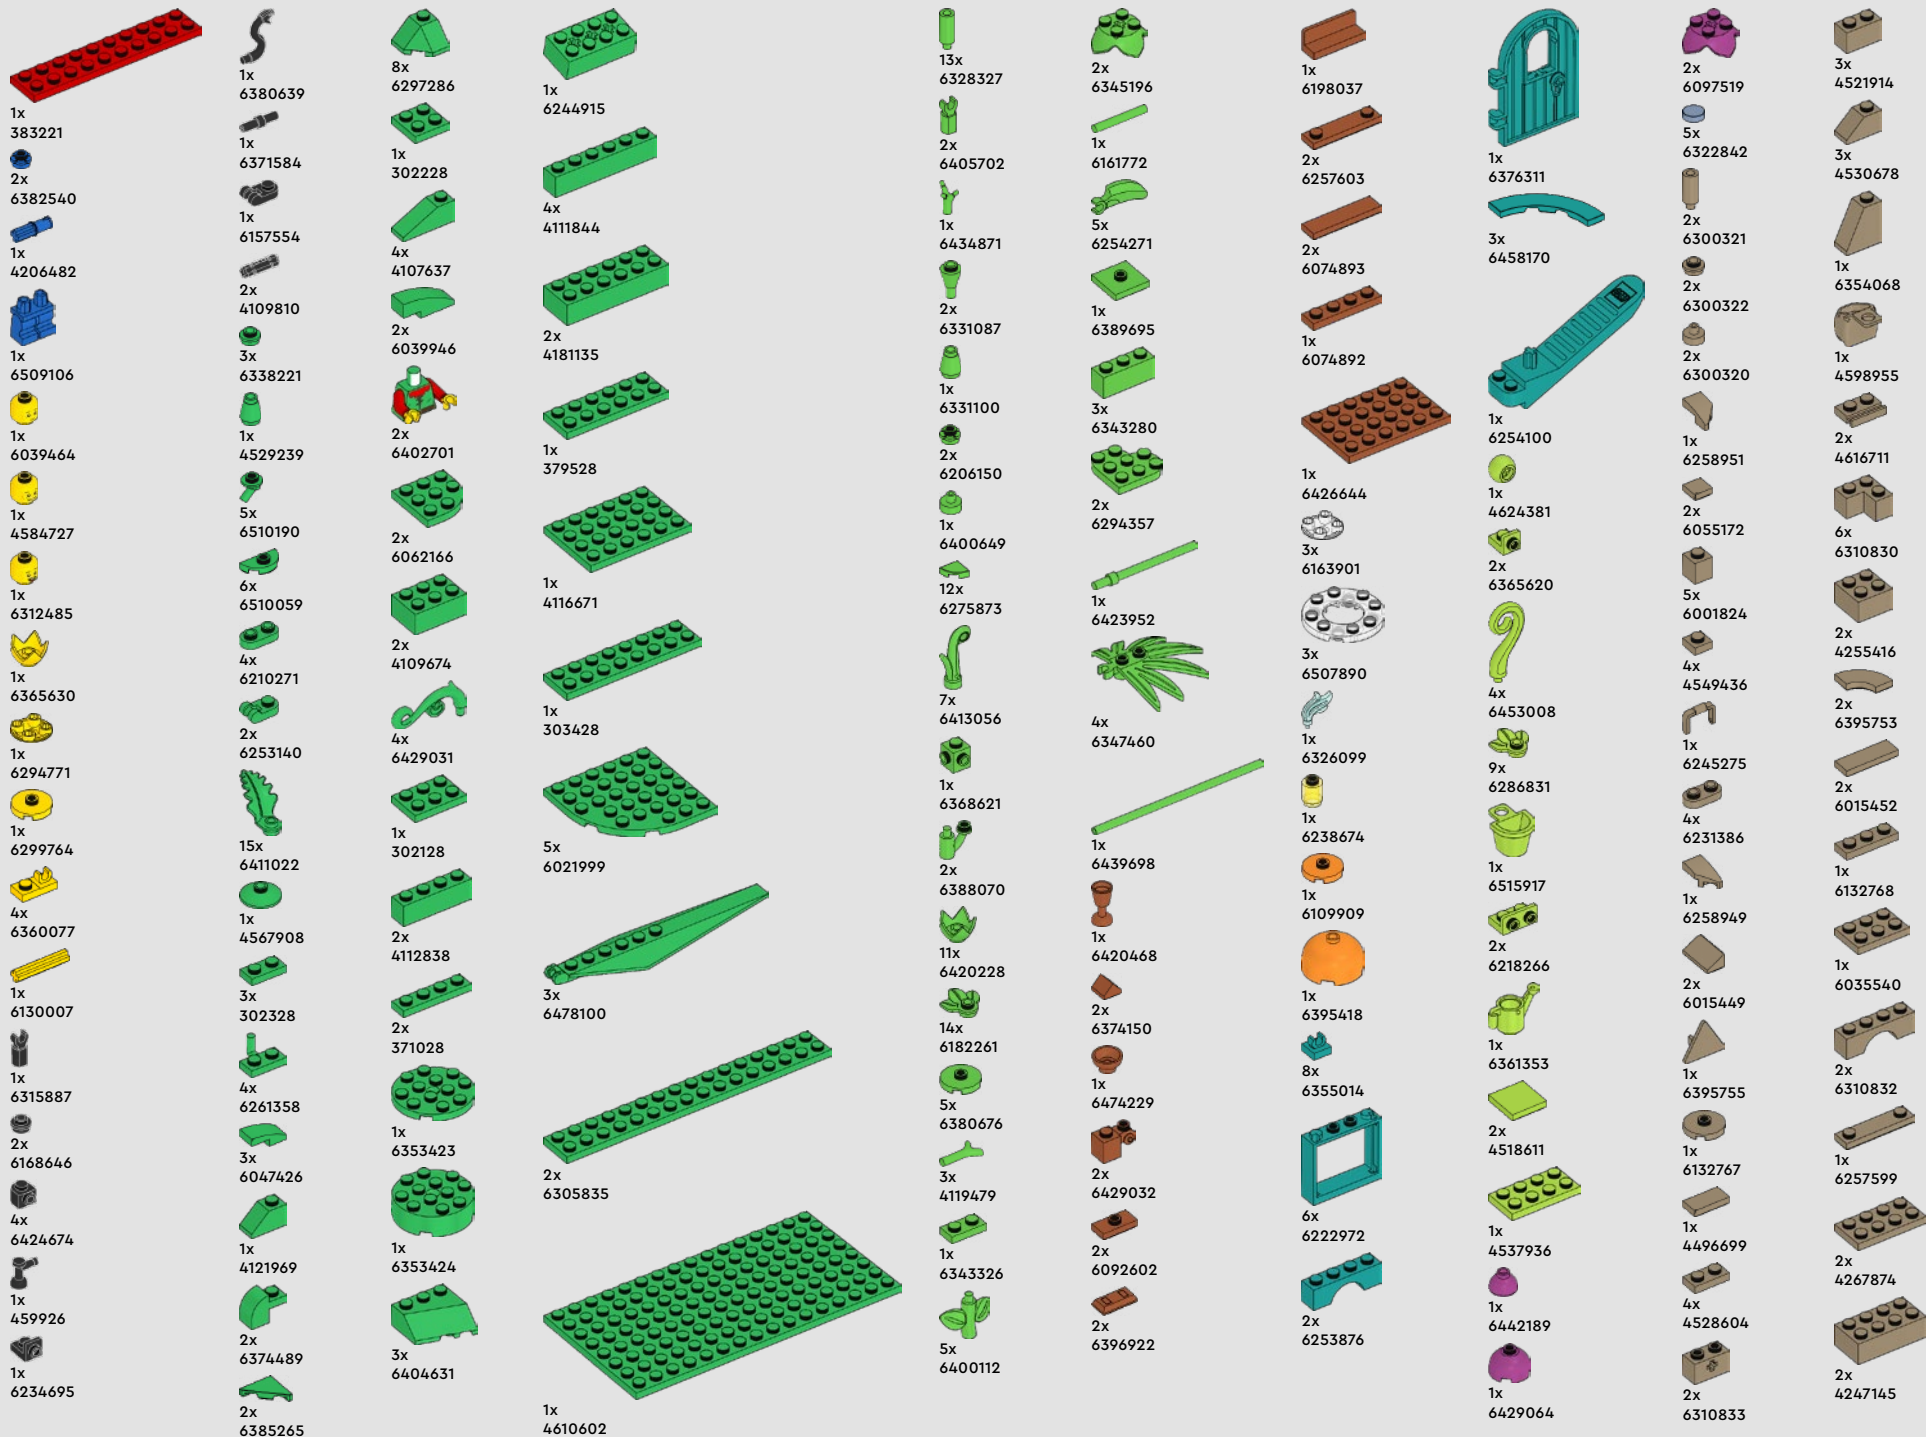 1x
383221
2x
6382540
1x
4206482
1x
6509106
1x
6039464
1x
4584727
1x
6312485
1x
6365630
1x
6294771
1x
6299764
4x
6360077
1x
6130007
1x
6315887
2x
6168646
4x
6424674
1x
459926
1x
6234695
1x
6380639
1x
6371584
1x
6157554
2x
4109810
3x
6338221
1x
4529239
5x
6510190
6x
6510059
4x
6210271
2x
6253140
15x
6411022
1x
4567908
3x
302328
4x
6261358
3x
6047426
1x
4121969
2x
6374489
2x
6385265
8x
6297286
1x
302228
4x
4107637
2x
6039946
2x
6402701
2x
6062166
2x
4109674
4x
6429031
1x
302128
2x
4112838
2x
371028
1x
6353423
1x
6353424
3x
6404631
1x
6244915
4x
4111844
2x
4181135
1x
379528
1x
4116671
1x
303428
5x
6021999
3x
6478100
2x
6305835
1x
4610602
13x
6328327
2x
6405702
1x
6434871
2x
6331087
1x
6331100
2x
6206150
1x
6400649
12x
6275873
7x
6413056
1x
6368621
2x
6388070
11x
6420228
14x
6182261
5x
6380676
3x
4119479
1x
6343326
5x
6400112
2x
6345196
1x
6161772
5x
6254271
1x
6389695
3x
6343280
2x
6294357
1x
6423952
4x
6347460
1x
6439698
1x
6420468
2x
6374150
1x
6474229
2x
6429032
2x
6092602
2x
6396922
1x
6198037
2x
6257603
2x
6074893
1x
6074892
1x
6426644
3x
6163901
3x
6507890
1x
6326099
1x
6238674
1x
6109909
1x
6395418
8x
6355014
6x
6222972
2x
6253876
1x
6376311
3x
6458170
1x
6254100
1x
4624381
2x
6365620
4x
6453008
9x
6286831
1x
6515917
2x
6218266
1x
6361353
2x
4518611
1x
4537936
1x
6442189
1x
6429064
2x
6097519
5x
6322842
2x
6300321
2x
6300322
2x
6300320
1x
6258951
2x
6055172
5x
6001824
4x
4549436
1x
6245275
4x
6231386
1x
6258949
2x
6015449
1x
6395755
1x
6132767
1x
4496699
4x
4528604
2x
6310833
3x
4521914
3x
4530678
1x
6354068
1x
4598955
2x
4616711
6x
6310830
2x
4255416
2x
6395753
2x
6015452
1x
6132768
1x
6035540
2x
6310832
1x
6257599
2x
4267874
2x
4247145